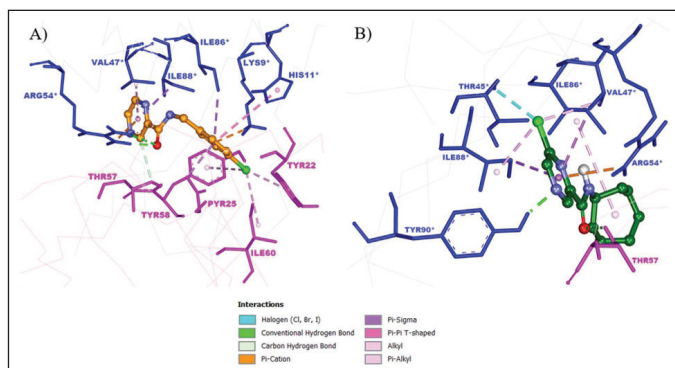 A)
B)
VAL47⁺
ILE88⁺
ILE86⁺
LYS9⁺
HIS11⁺
ARG54⁺
THR57
TYR58
PYR25
TYR22
ILE60
THR45⁺
ILE86⁺
VAL47⁺
ILE88⁺
ARG54⁺
TYR90⁺
THR57
Interactions
Halogen (Cl, Br, I)
Conventional Hydrogen Bond
Carbon Hydrogen Bond
Pi-Cation
Pi-Sigma
Pi-Pi T-shaped
Alkyl
Pi-Alkyl